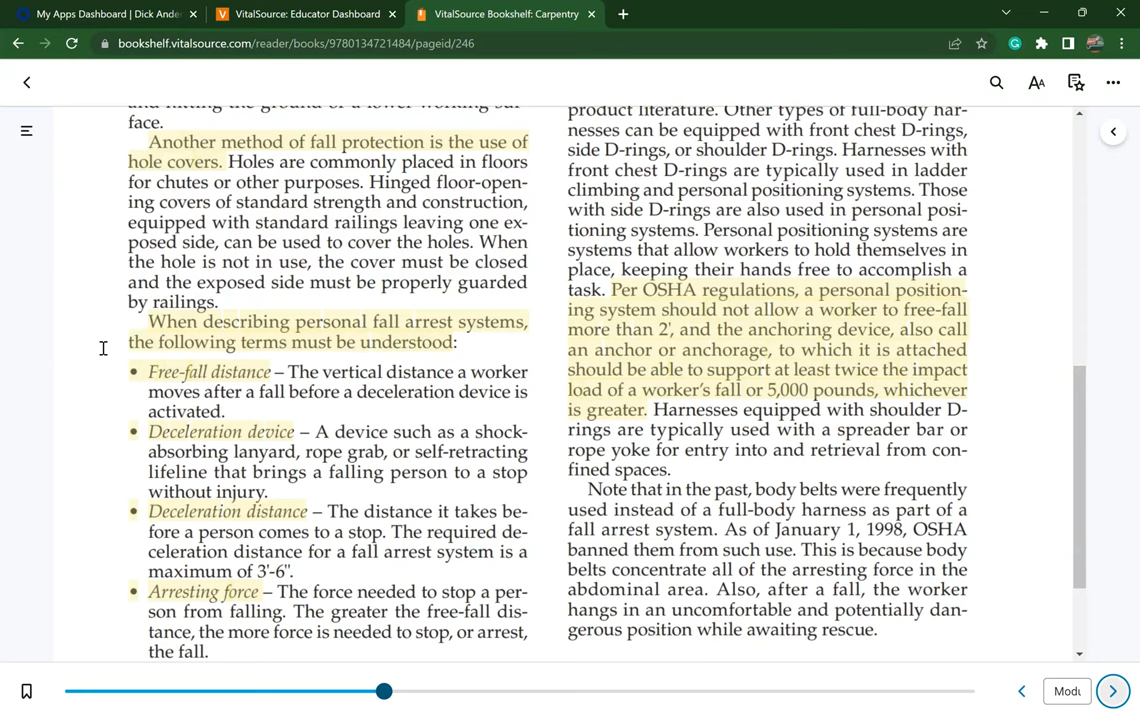 My Apps Dashboard | Dick Ande
VitalSource: Educator Dashboard
VitalSource Bookshelf: Carpentry
bookshelf.vitalsource.com/reader/books/9780134721484/pageid/246
and hitting the ground or a lower working sur-
face.
Another method of fall protection is the use of
hole covers. Holes are commonly placed in floors
for chutes or other purposes. Hinged floor-open-
ing covers of standard strength and construction,
equipped with standard railings leaving one ex-
posed side, can be used to cover the holes. When
the hole is not in use, the cover must be closed
and the exposed side must be properly guarded
by railings.
When describing personal fall arrest systems,
the following terms must be understood:
• Free-fall distance – The vertical distance a worker
moves after a fall before a deceleration device is
activated.
• Deceleration device – A device such as a shock-
absorbing lanyard, rope grab, or self-retracting
lifeline that brings a falling person to a stop
without injury.
• Deceleration distance – The distance it takes be-
fore a person comes to a stop. The required de-
celeration distance for a fall arrest system is a
maximum of 3'-6".
• Arresting force – The force needed to stop a per-
son from falling. The greater the free-fall dis-
tance, the more force is needed to stop, or arrest,
the fall.
product literature. Other types of full-body har-
nesses can be equipped with front chest D-rings,
side D-rings, or shoulder D-rings. Harnesses with
front chest D-rings are typically used in ladder
climbing and personal positioning systems. Those
with side D-rings are also used in personal posi-
tioning systems. Personal positioning systems are
systems that allow workers to hold themselves in
place, keeping their hands free to accomplish a
task. Per OSHA regulations, a personal position-
ing system should not allow a worker to free-fall
more than 2', and the anchoring device, also call
an anchor or anchorage, to which it is attached
should be able to support at least twice the impact
load of a worker's fall or 5,000 pounds, whichever
is greater. Harnesses equipped with shoulder D-
rings are typically used with a spreader bar or
rope yoke for entry into and retrieval from con-
fined spaces.
Note that in the past, body belts were frequently
used instead of a full-body harness as part of a
fall arrest system. As of January 1, 1998, OSHA
banned them from such use. This is because body
belts concentrate all of the arresting force in the
abdominal area. Also, after a fall, the worker
hangs in an uncomfortable and potentially dan-
gerous position while awaiting rescue.
Modu